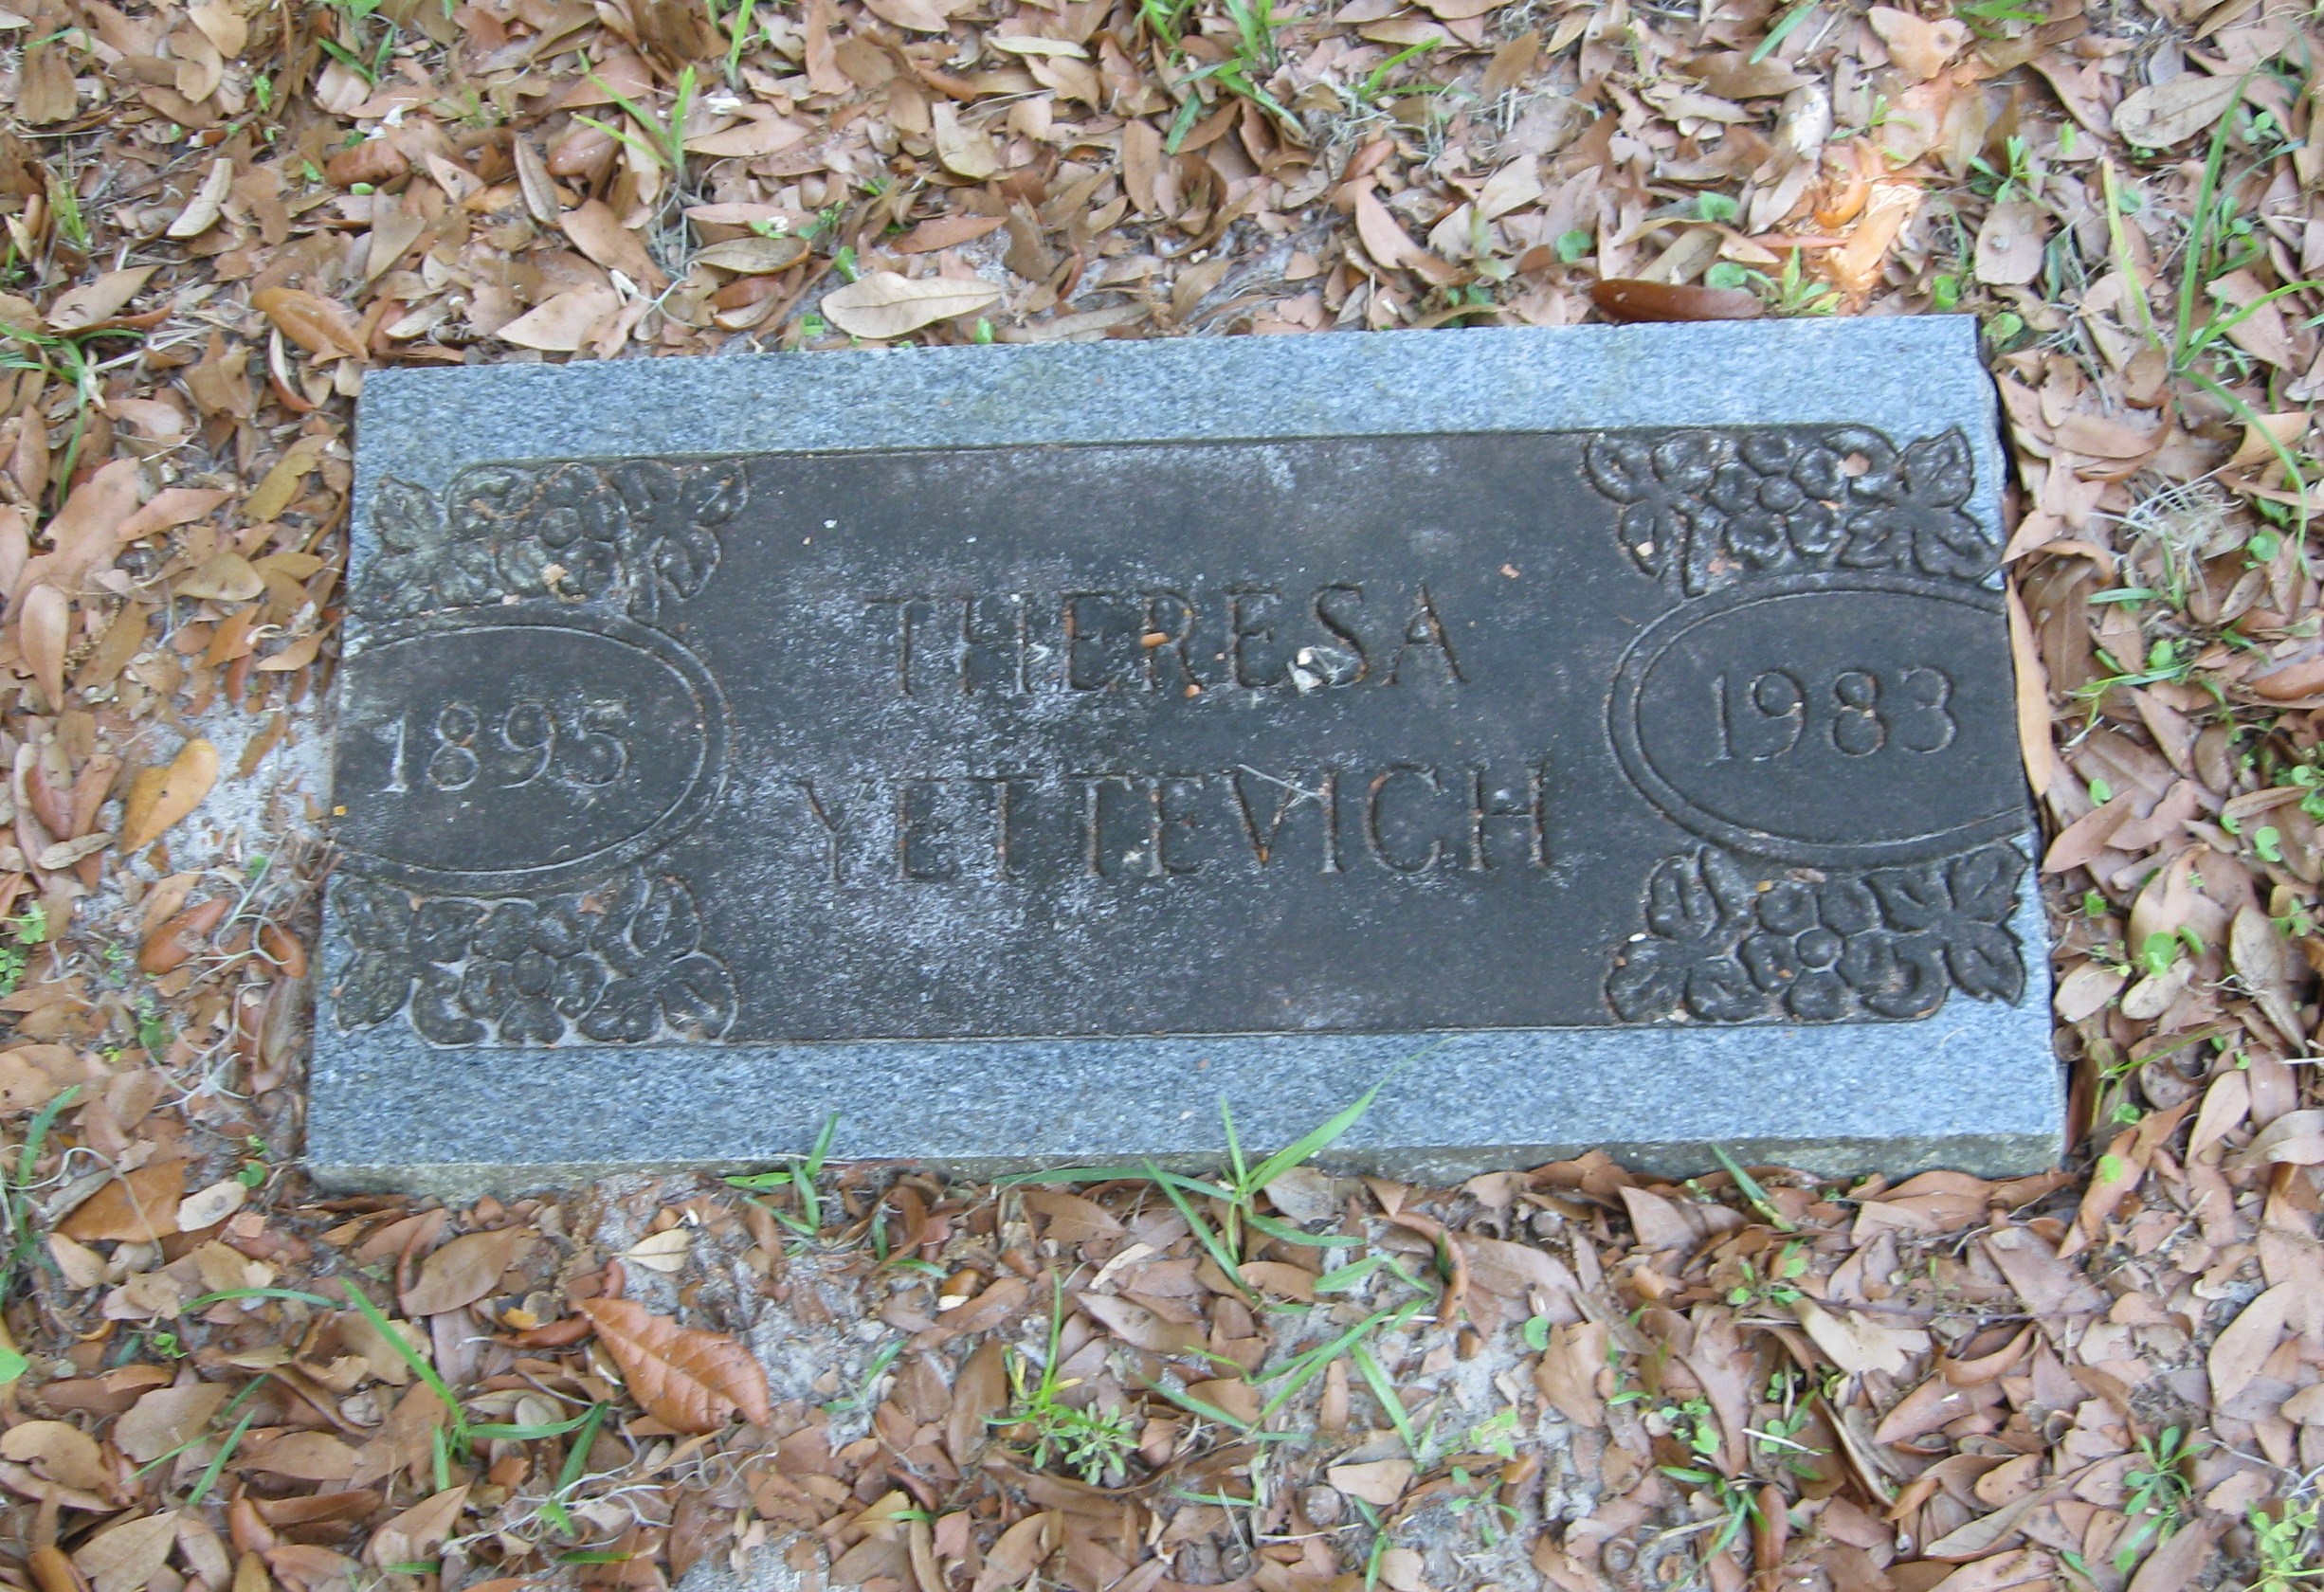 THERESA
1895 1983
YETTEVICH